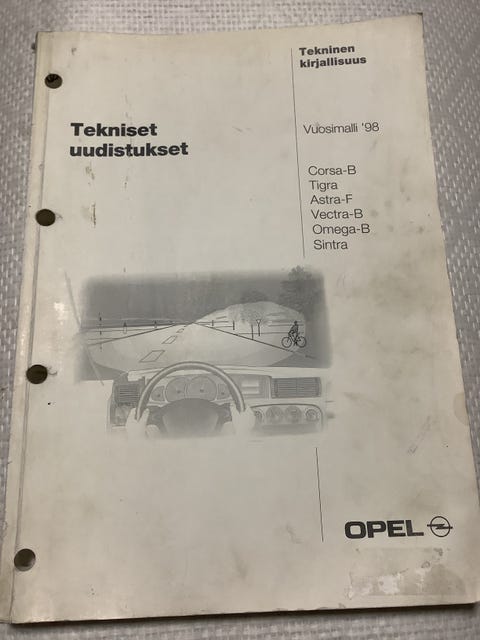 Tekninen
kirjallisuus
Tekniset
uudistukset
Vuosimalli '98
Corsa-B
Tigra
Astra-F
Vectra-B
Omega-B
Sintra
OPEL